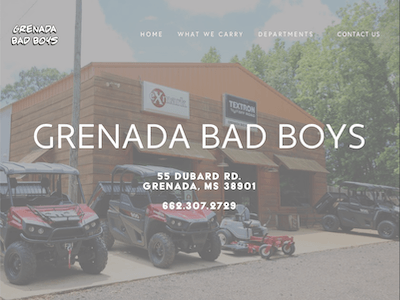 GRENADA
BAD BOYS
HOME WHAT WE CARRY DEPARTMENTS CONTACT US
TEXTRON
GRENADA BAD BOYS
55 DUBARD RD.
GRENADA, MS 38901
662.307.2729